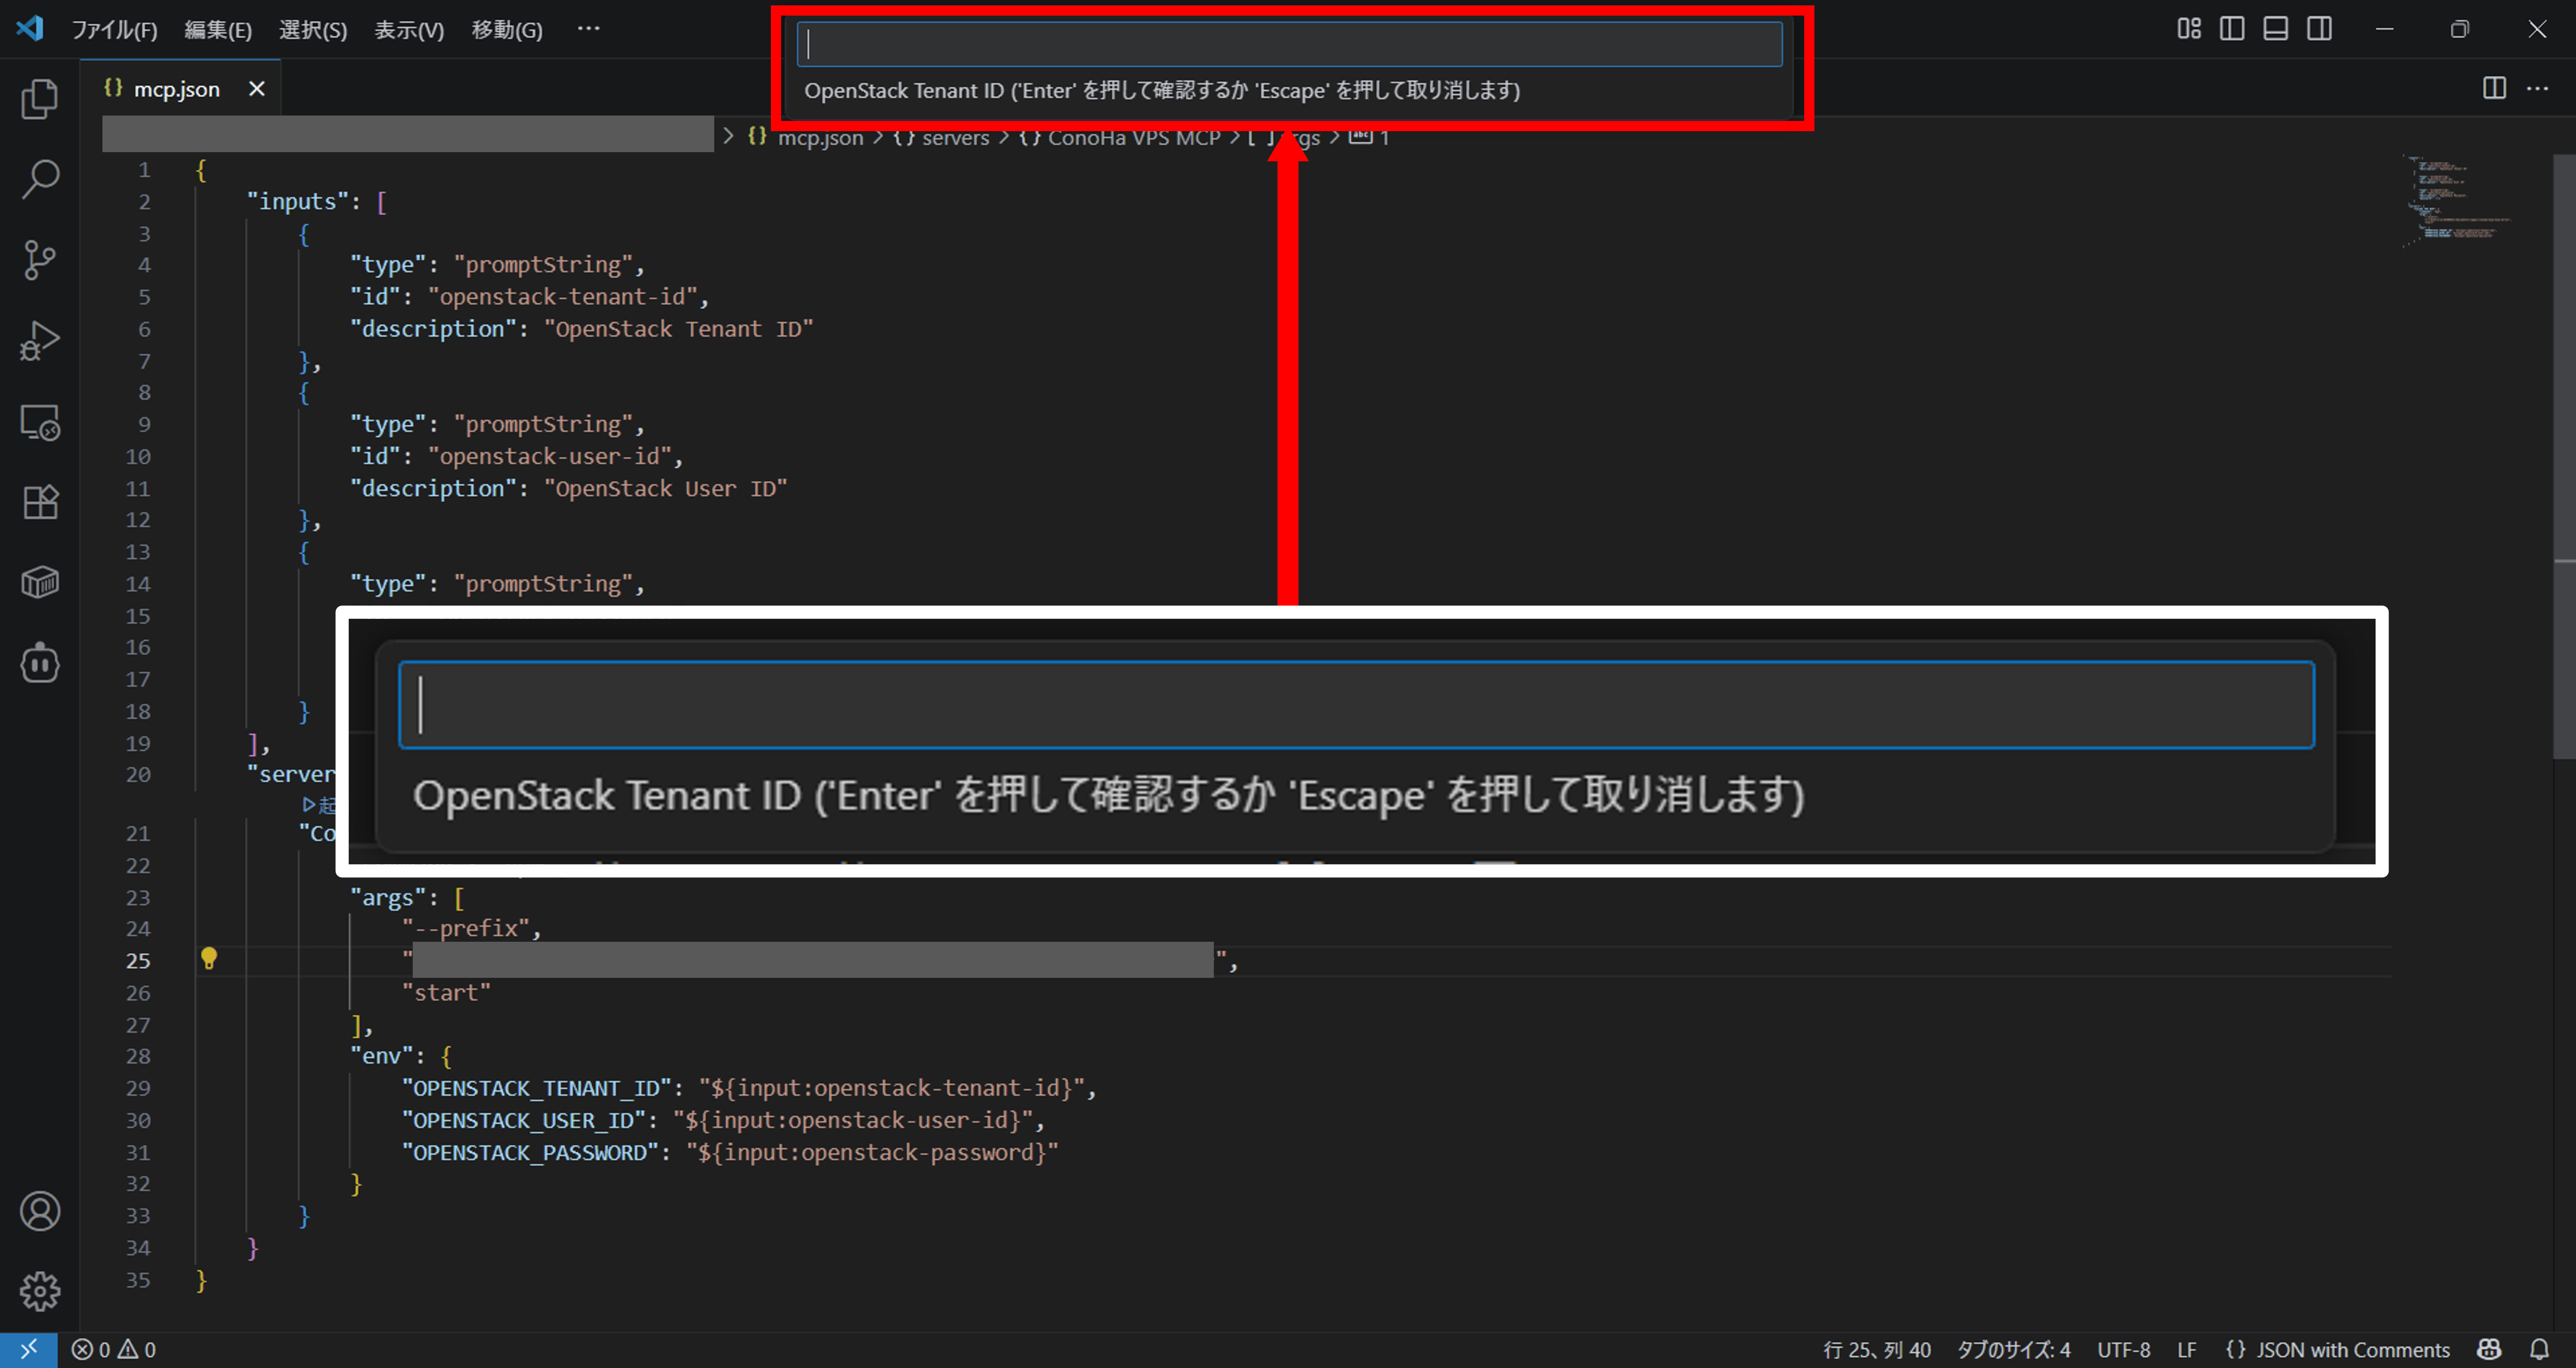 ファイル(F) 編集(E) 選択(S) 表示(V) 移動(G) ···
OpenStack Tenant ID ('Enter' を押して確認するか 'Escape' を押して取り消します)
{} mcp.json ×
> {} mcp.json > {} servers > {} ConoHa VPS MCP > [ ] args > abc 1
1 {
2 "inputs": [
3 {
4 "type": "promptString",
5 "id": "openstack-tenant-id",
6 "description": "OpenStack Tenant ID"
7 },
8 {
9 "type": "promptString",
10 "id": "openstack-user-id",
11 "description": "OpenStack User ID"
12 },
13 {
14 "type": "promptString",
15
16
17
18 }
19 ],
20 "server
▷起
OpenStack Tenant ID ('Enter' を押して確認するか 'Escape' を押して取り消します)
21 "Co
22
23 "args": [
24 "--prefix",
25 " ",
26 "start"
27 ],
28 "env": {
29 "OPENSTACK_TENANT_ID": "${input:openstack-tenant-id}",
30 "OPENSTACK_USER_ID": "${input:openstack-user-id}",
31 "OPENSTACK_PASSWORD": "${input:openstack-password}"
32 }
33 }
34 }
35 }
0 0 行 25、列 40 タブのサイズ: 4 UTF-8 LF {} JSON with Comments